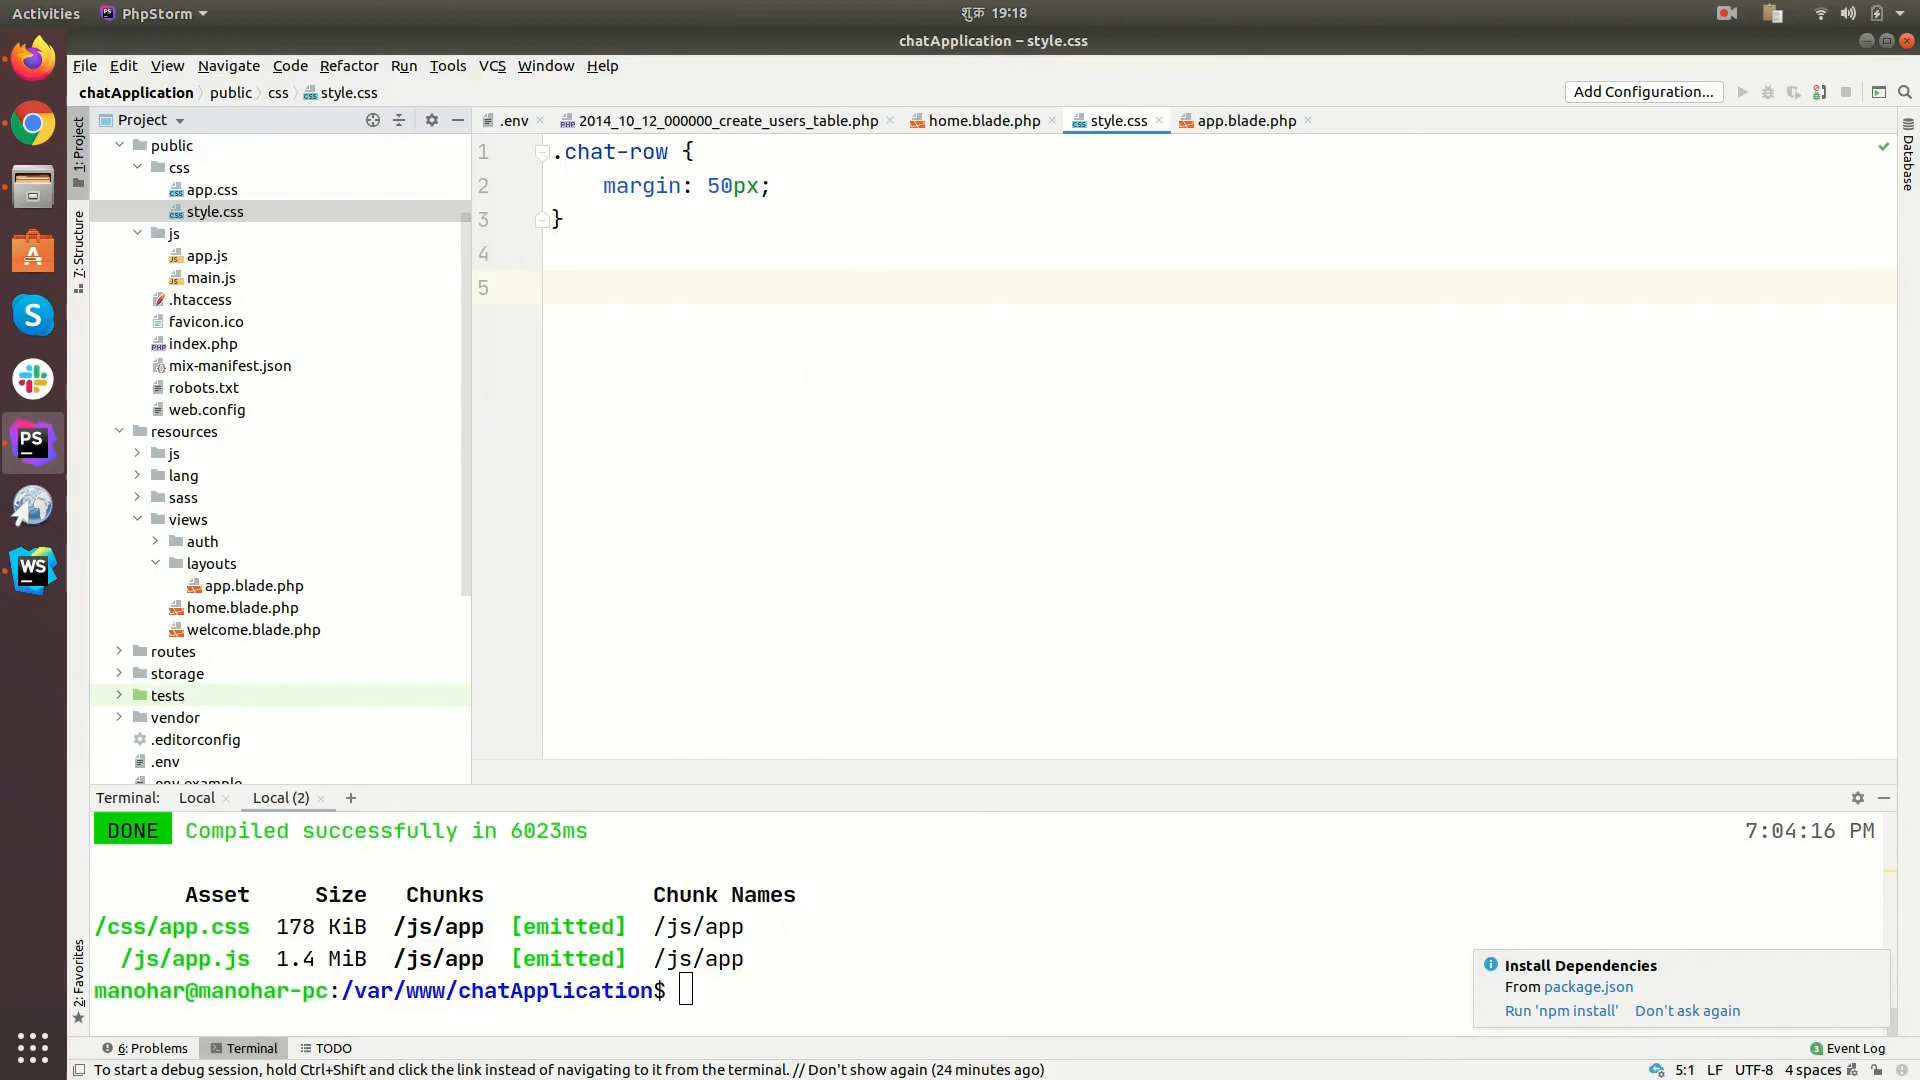 Activities PhpStorm शुक्र 19:18
chatApplication – style.css
File Edit View Navigate Code Refactor Run Tools VCS Window Help
chatApplication public css style.css Add Configuration...
1: Project
7: Structure
2: Favorites
Database
Project
public
css
app.css
style.css
js
app.js
main.js
.htaccess
favicon.ico
index.php
mix-manifest.json
robots.txt
web.config
resources
js
lang
sass
views
auth
layouts
app.blade.php
home.blade.php
welcome.blade.php
routes
storage
tests
vendor
.editorconfig
.env
.env.example
.env 2014_10_12_000000_create_users_table.php home.blade.php style.css app.blade.php
1 .chat-row {
2 margin: 50px;
3 }
4
5
Terminal: Local Local (2) +
DONE Compiled successfully in 6023ms 7:04:16 PM
Asset Size Chunks Chunk Names
/css/app.css 178 KiB /js/app [emitted] /js/app
/js/app.js 1.4 MiB /js/app [emitted] /js/app
manohar@manohar-pc:/var/www/chatApplication$
Install Dependencies
From package.json
Run 'npm install' Don't ask again
6: Problems Terminal TODO 3 Event Log
To start a debug session, hold Ctrl+Shift and click the link instead of navigating to it from the terminal. // Don't show again (24 minutes ago) 5:1 LF UTF-8 4 spaces